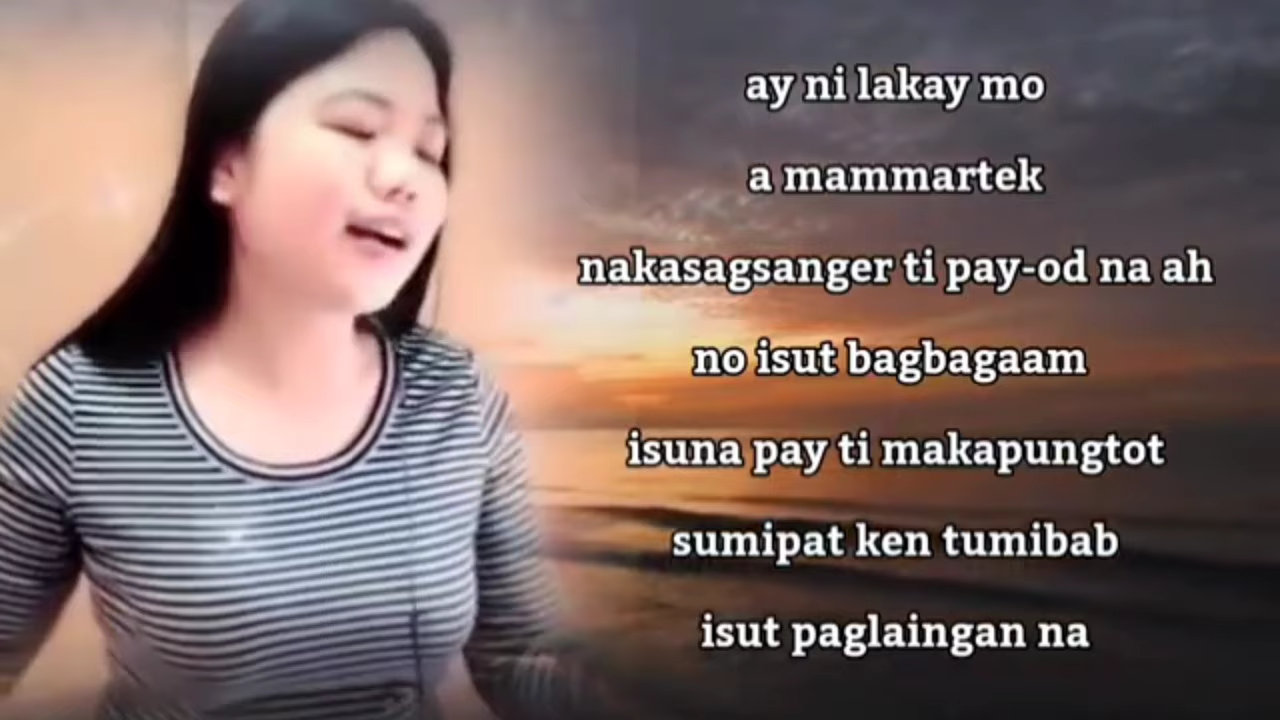 ay ni lakay mo
a mammartek
nakasagsanger ti pay-od na ah
no isut bagbagaam
isuna pay ti makapungtot
sumipat ken tumibab
isut paglaingan na